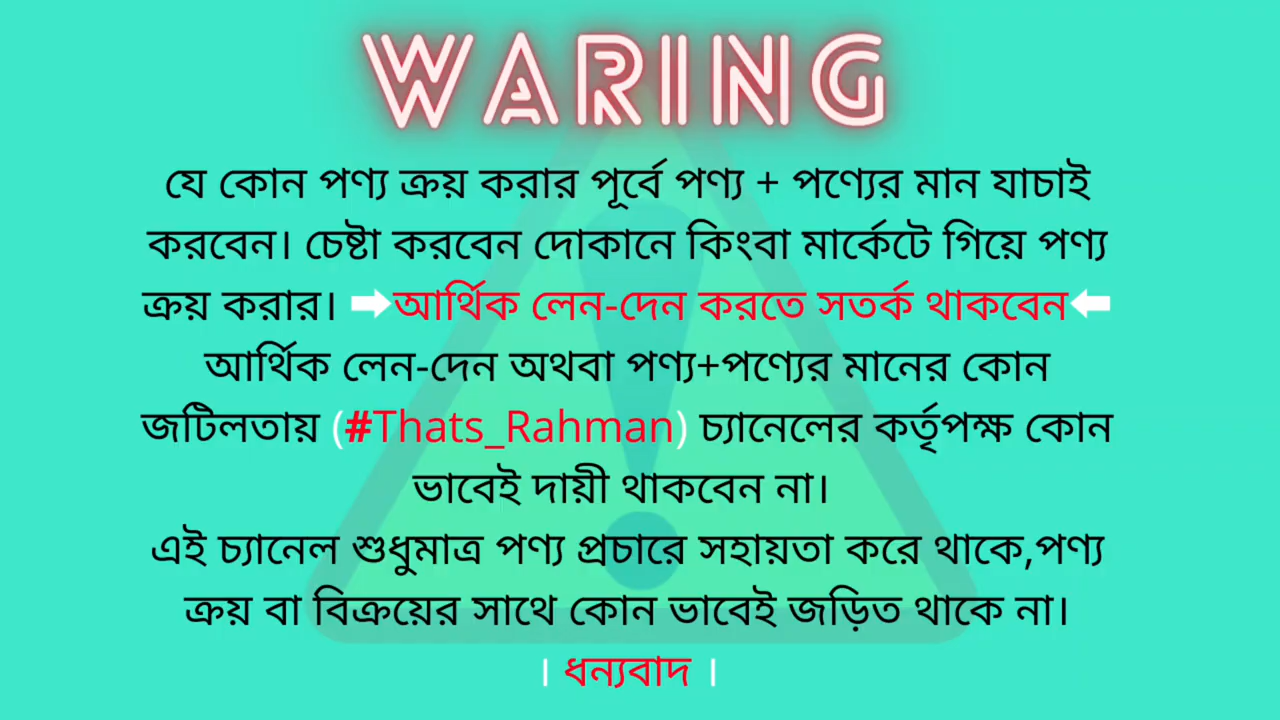 WARING
যে কোন পণ্য ক্রয় করার পূর্বে পণ্য + পণ্যের মান যাচাই
করবেন। চেষ্টা করবেন দোকানে কিংবা মার্কেটে গিয়ে পণ্য
ক্রয় করার। ➡আর্থিক লেন-দেন করতে সতর্ক থাকবেন⬅
আর্থিক লেন-দেন অথবা পণ্য+পণ্যের মানের কোন
জটিলতায় (#Thats_Rahman) চ্যানেলের কর্তৃপক্ষ কোন
ভাবেই দায়ী থাকবেন না।
এই চ্যানেল শুধুমাত্র পণ্য প্রচারে সহায়তা করে থাকে,পণ্য
ক্রয় বা বিক্রয়ের সাথে কোন ভাবেই জড়িত থাকে না।
। ধন্যবাদ ।